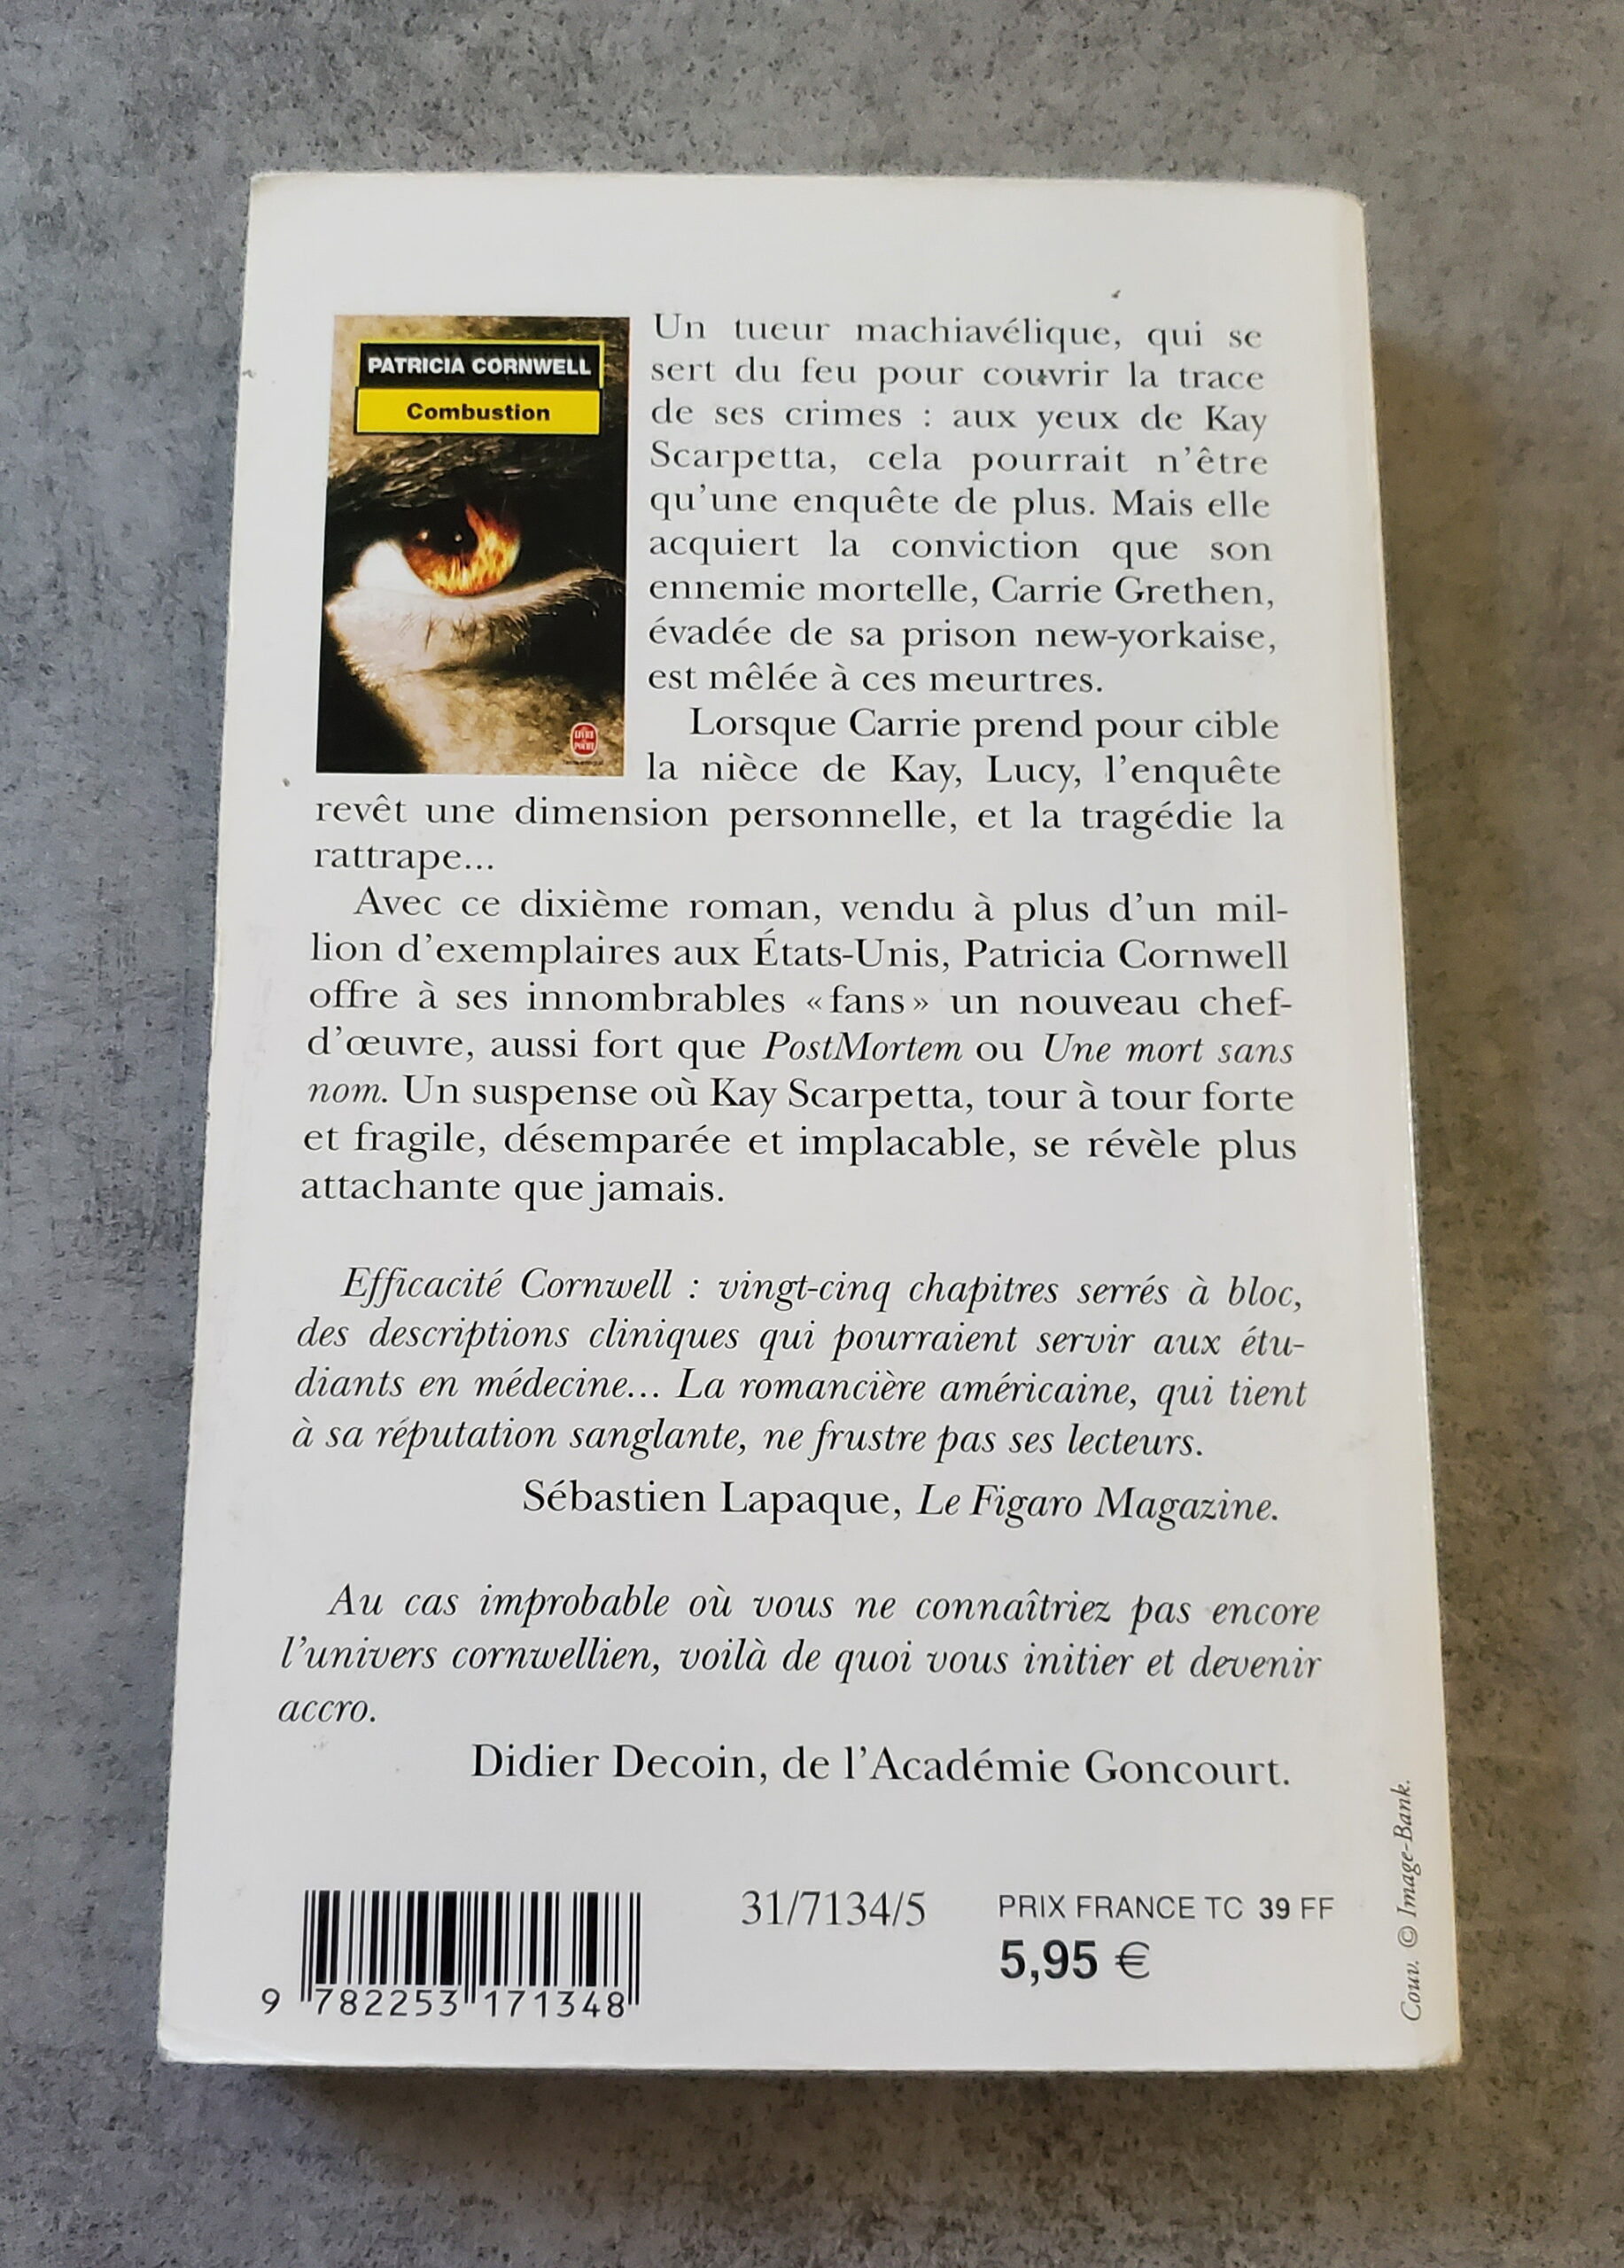 PATRICIA CORNWELL
Combustion
LE LIVRE DE POCHE
Un tueur machiavélique, qui se
sert du feu pour couvrir la trace
de ses crimes : aux yeux de Kay
Scarpetta, cela pourrait n'être
qu'une enquête de plus. Mais elle
acquiert la conviction que son
ennemie mortelle, Carrie Grethen,
évadée de sa prison new-yorkaise,
est mêlée à ces meurtres.
Lorsque Carrie prend pour cible
la nièce de Kay, Lucy, l'enquête
revêt une dimension personnelle, et la tragédie la
rattrape...
Avec ce dixième roman, vendu à plus d'un mil-
lion d'exemplaires aux États-Unis, Patricia Cornwell
offre à ses innombrables « fans » un nouveau chef-
d'œuvre, aussi fort que PostMortem ou Une mort sans
nom. Un suspense où Kay Scarpetta, tour à tour forte
et fragile, désemparée et implacable, se révèle plus
attachante que jamais.
Efficacité Cornwell : vingt-cinq chapitres serrés à bloc,
des descriptions cliniques qui pourraient servir aux étu-
diants en médecine... La romancière américaine, qui tient
à sa réputation sanglante, ne frustre pas ses lecteurs.
Sébastien Lapaque, Le Figaro Magazine.
Au cas improbable où vous ne connaîtriez pas encore
l'univers cornwellien, voilà de quoi vous initier et devenir
accro.
Didier Decoin, de l'Académie Goncourt.
31/7134/5
PRIX FRANCE TC 39 FF
5,95 €
9 782253 171348
Couv. © Image-Bank.